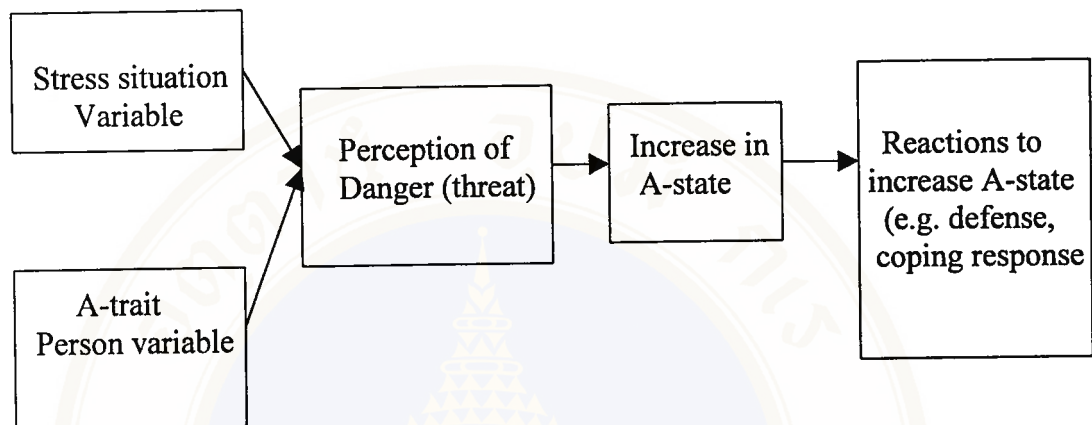 Stress situation
Variable
A-trait
Person variable
Perception of
Danger (threat)
Increase in
A-state
Reactions to
increase A-state
(e.g. defense,
coping response